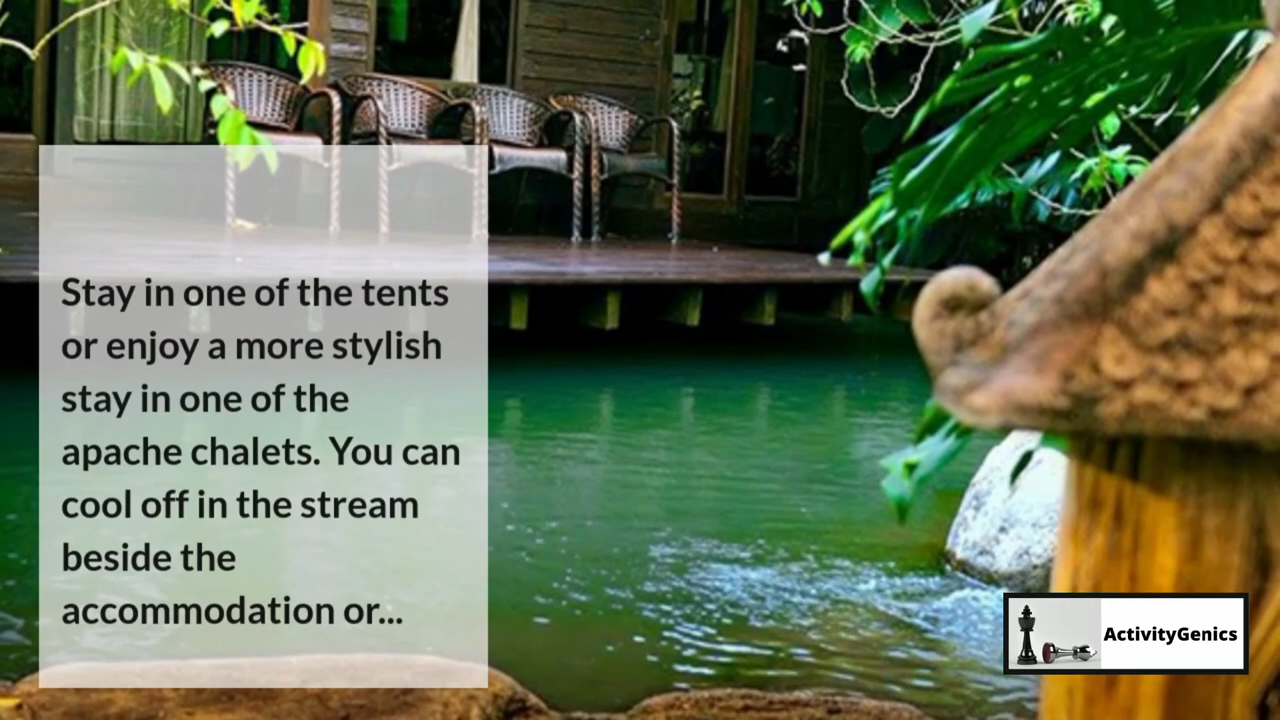 Stay in one of the tents
or enjoy a more stylish
stay in one of the
apache chalets. You can
cool off in the stream
beside the
accommodation or...
ActivityGenics